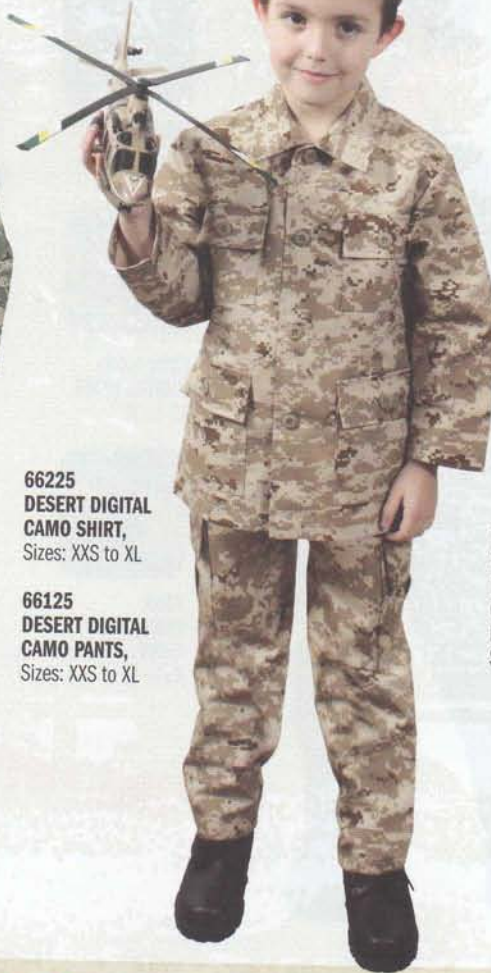 66225
DESERT DIGITAL
CAMO SHIRT,
Sizes: XXS to XL
66125
DESERT DIGITAL
CAMO PANTS,
Sizes: XXS to XL